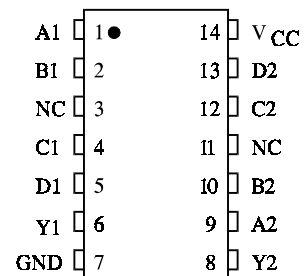 A1 1 14 VCC
B1 2 13 D2
NC 3 12 C2
C1 4 11 NC
D1 5 10 B2
Y1 6 9 A2
GND 7 8 Y2